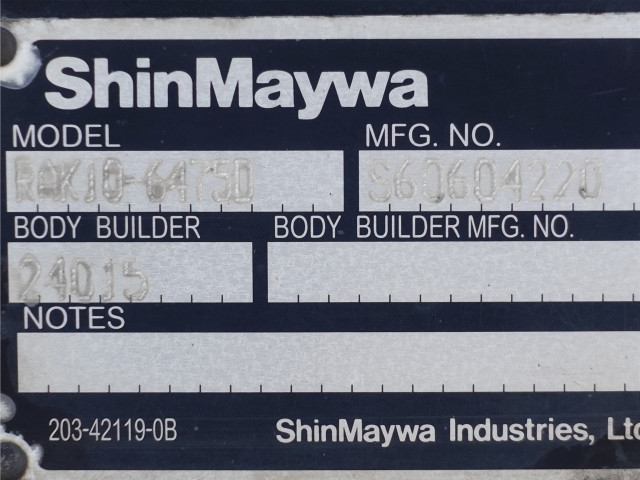 ShinMaywa
MODEL MFG. NO.
RAK10-6475D S60604220
BODY BUILDER BODY BUILDER MFG. NO.
24015
NOTES
203-42119-0B ShinMaywa Industries, Ltd